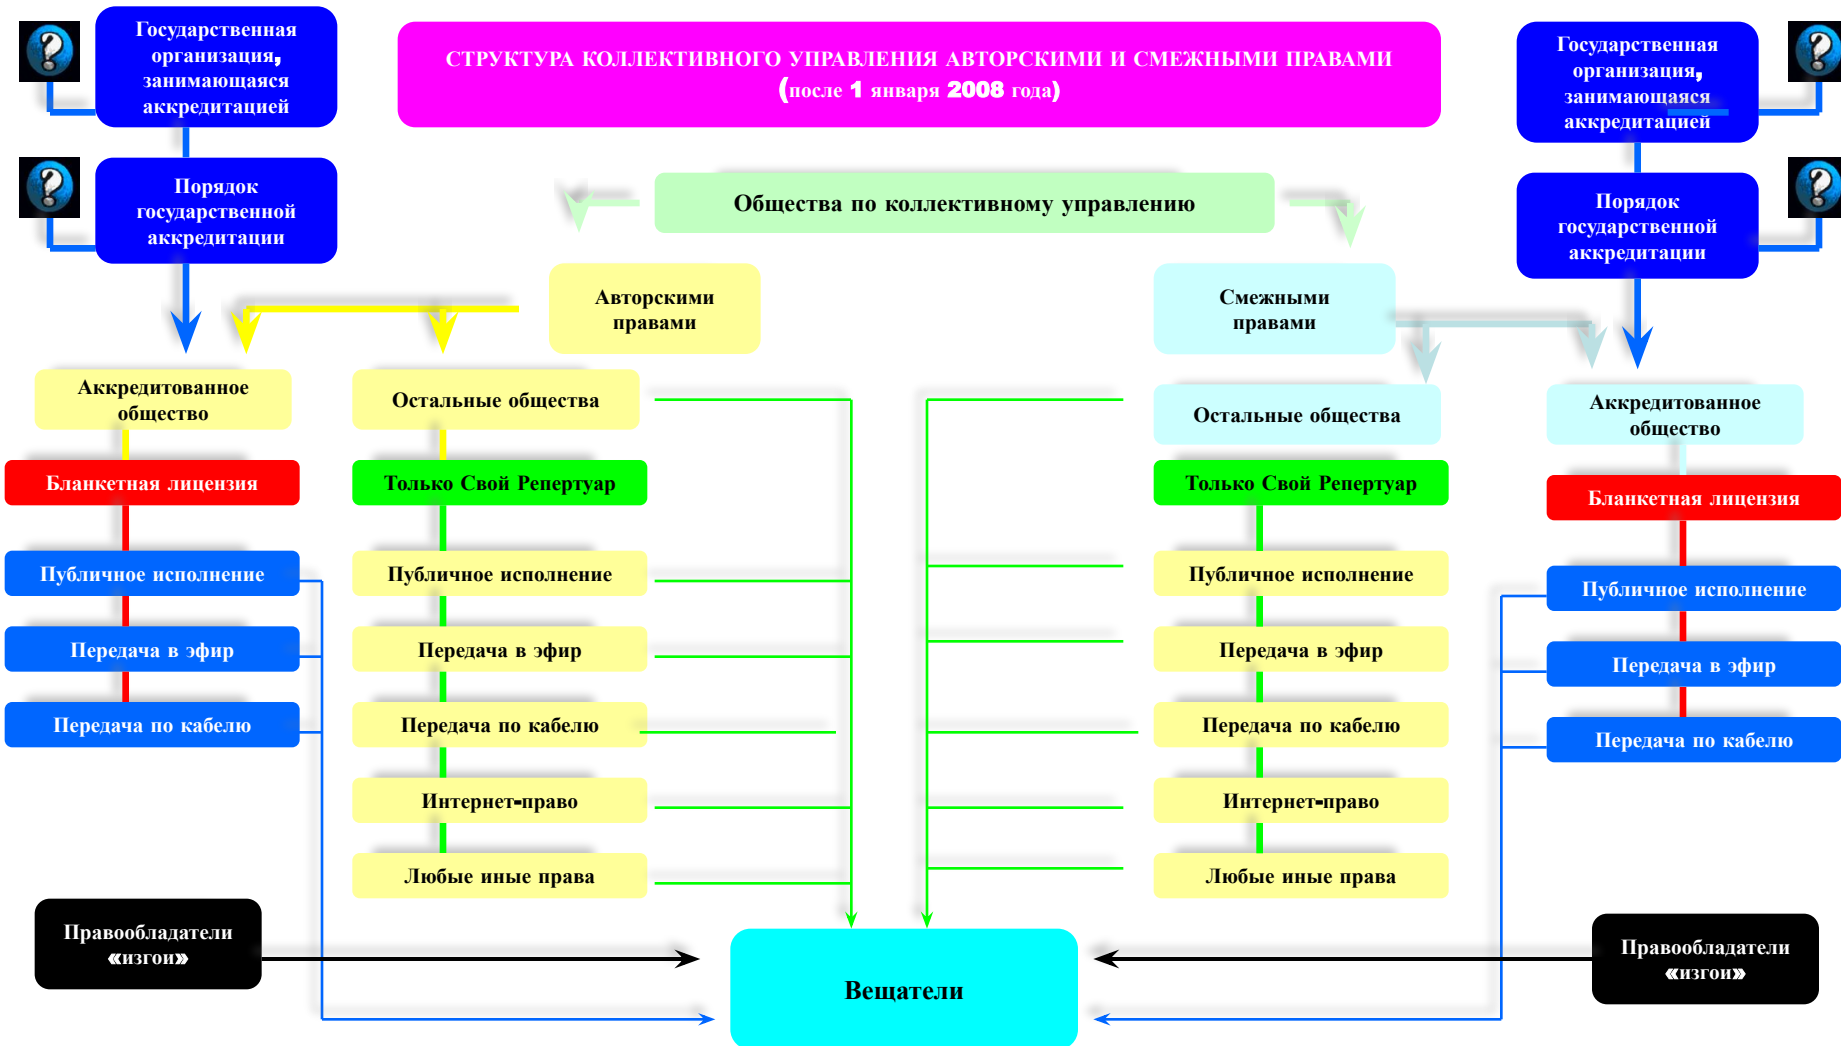 Государственная
организация,
занимающаяся
аккредитацией
СТРУКТУРА КОЛЛЕКТИВНОГО УПРАВЛЕНИЯ АВТОРСКИМИ И СМЕЖНЫМИ ПРАВАМИ
(после 1 января 2008 года)
Государственная
организация,
занимающаяся
аккредитацией
?
?
Порядок
государственной
аккредитации
Общества по коллективному управлению
Порядок
государственной
аккредитации
?
?
Авторскими
правами
Смежными
правами
Аккредитованное
общество
Остальные общества
Остальные общества
Аккредитованное
общество
Бланкетная лицензия
Только Свой Репертуар
Только Свой Репертуар
Бланкетная лицензия
Публичное исполнение
Публичное исполнение
Публичное исполнение
Публичное исполнение
Передача в эфир
Передача в эфир
Передача в эфир
Передача в эфир
Передача по кабелю
Передача по кабелю
Передача по кабелю
Передача по кабелю
Интернет-право
Интернет-право
Любые иные права
Любые иные права
Правообладатели
«изгои»
Вещатели
Правообладатели
«изгои»